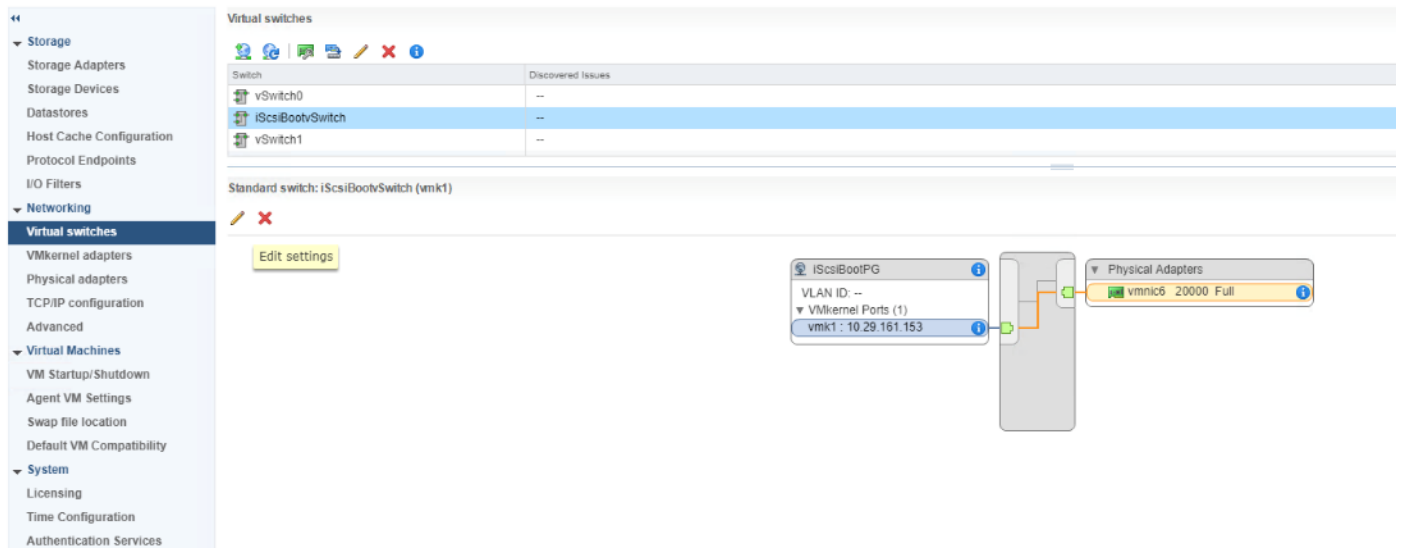 Storage
Storage Adapters
Storage Devices
Datastores
Host Cache Configuration
Protocol Endpoints
I/O Filters
Networking
Virtual switches
VMkernel adapters
Physical adapters
TCP/IP configuration
Advanced
Virtual Machines
VM Startup/Shutdown
Agent VM Settings
Swap file location
Default VM Compatibility
System
Licensing
Time Configuration
Authentication Services
Virtual switches
Switch Discovered Issues
vSwitch0 --
iScsiBootvSwitch --
vSwitch1 --
Standard switch: iScsiBootvSwitch (vmk1)
Edit settings
iScsiBootPG
VLAN ID: --
VMkernel Ports (1)
vmk1 : 10.29.161.153
Physical Adapters
vmnic6 20000 Full